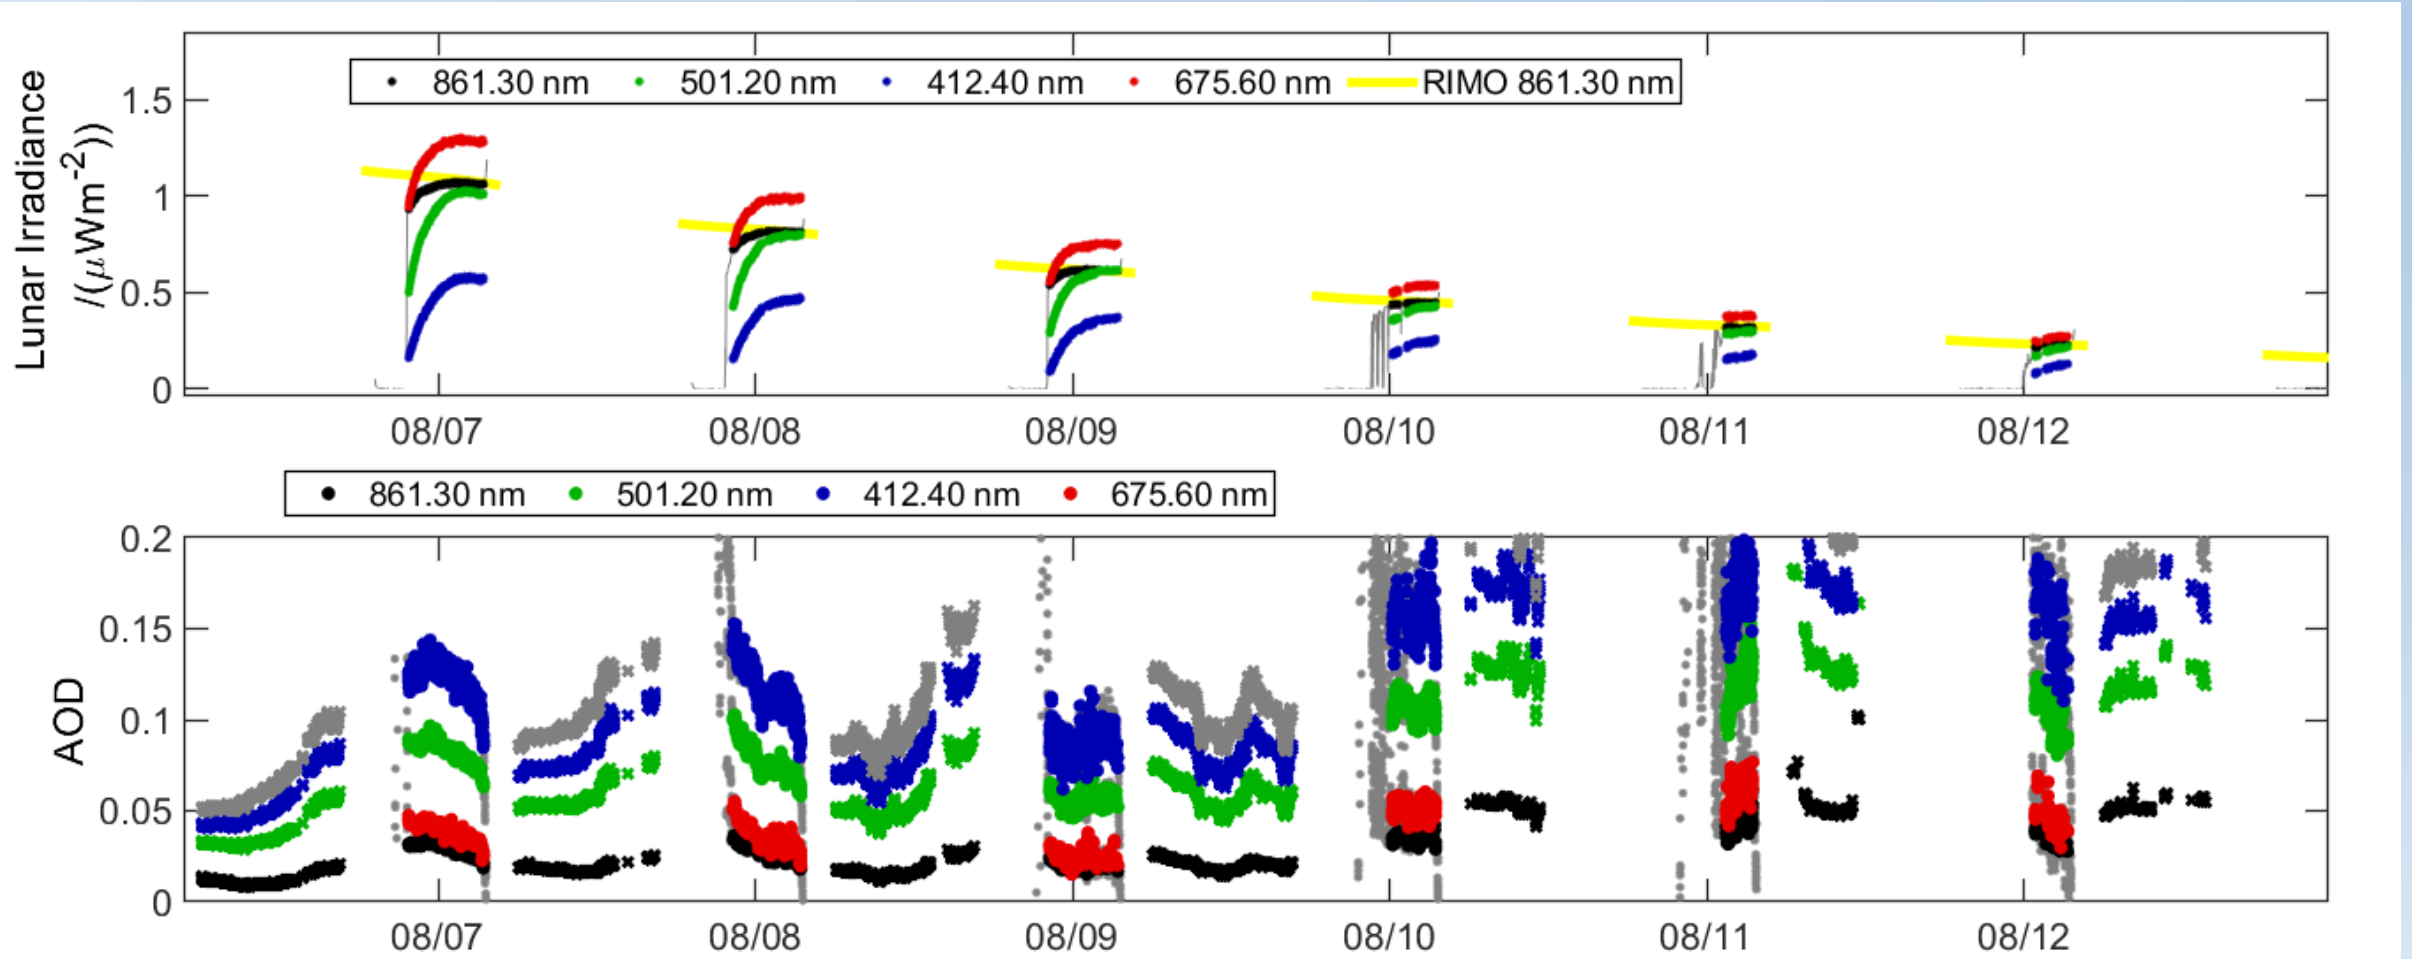 Lunar Irradiance
/(μWm-2))
861.30 nm 501.20 nm 412.40 nm 675.60 nm RIMO 861.30 nm
1.5
1
0.5
0
08/07 08/08 08/09 08/10 08/11 08/12
861.30 nm 501.20 nm 412.40 nm 675.60 nm
AOD
0.2
0.15
0.1
0.05
0
08/07 08/08 08/09 08/10 08/11 08/12